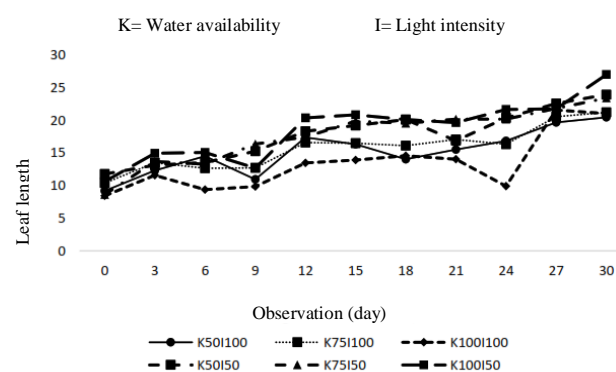 K= Water availability I= Light intensity
30
25
20
15
10
5
0
Leaf length
0 3 6 9 12 15 18 21 24 27 30
Observation (day)
K50I100 K75I100 K100I100
K50I50 K75I50 K100I50